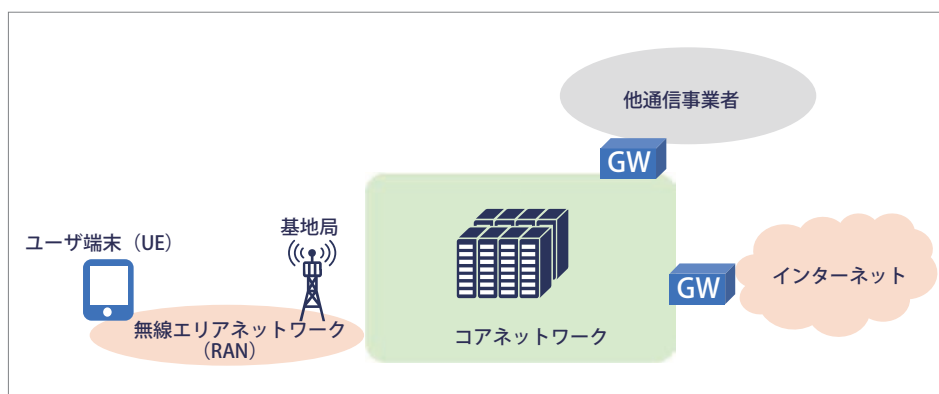 他通信事業者
GW
基地局
ユーザ端末（UE）
GW
インターネット
無線エリアネットワーク
（RAN）
コアネットワーク